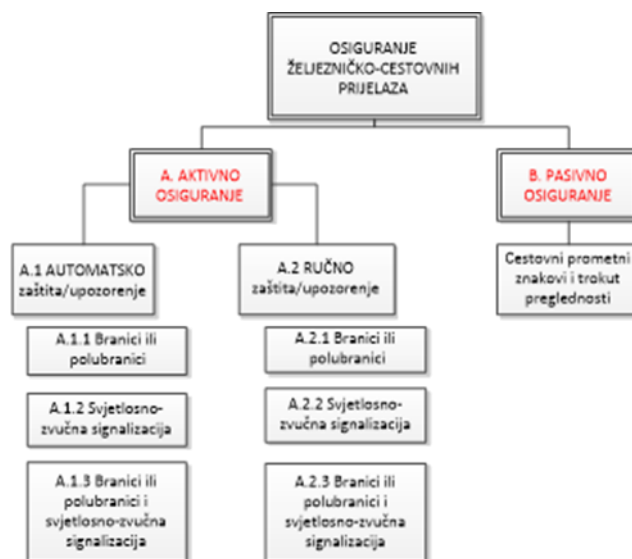 OSIGURANJE
ŽELJEZNIČKO-CESTOVNIH
PRIJELAZA
A. AKTIVNO
OSIGURANJE
B. PASIVNO
OSIGURANJE
A.1 AUTOMATSKO
zaštita/upozorenje
A.2 RUČNO
zaštita/upozorenje
Cestovni prometni
znakovi i trokut
preglednosti
A.1.1 Branici ili
polubranici
A.2.1 Branici ili
polubranici
A.1.2 Svjetlosno-
zvučna signalizacija
A.2.2 Svjetlosno-
zvučna signalizacija
A.1.3 Branici ili
polubranici i
svjetlosno-zvučna
signalizacija
A.2.3 Branici ili
polubranici i
svjetlosno-zvučna
signalizacija